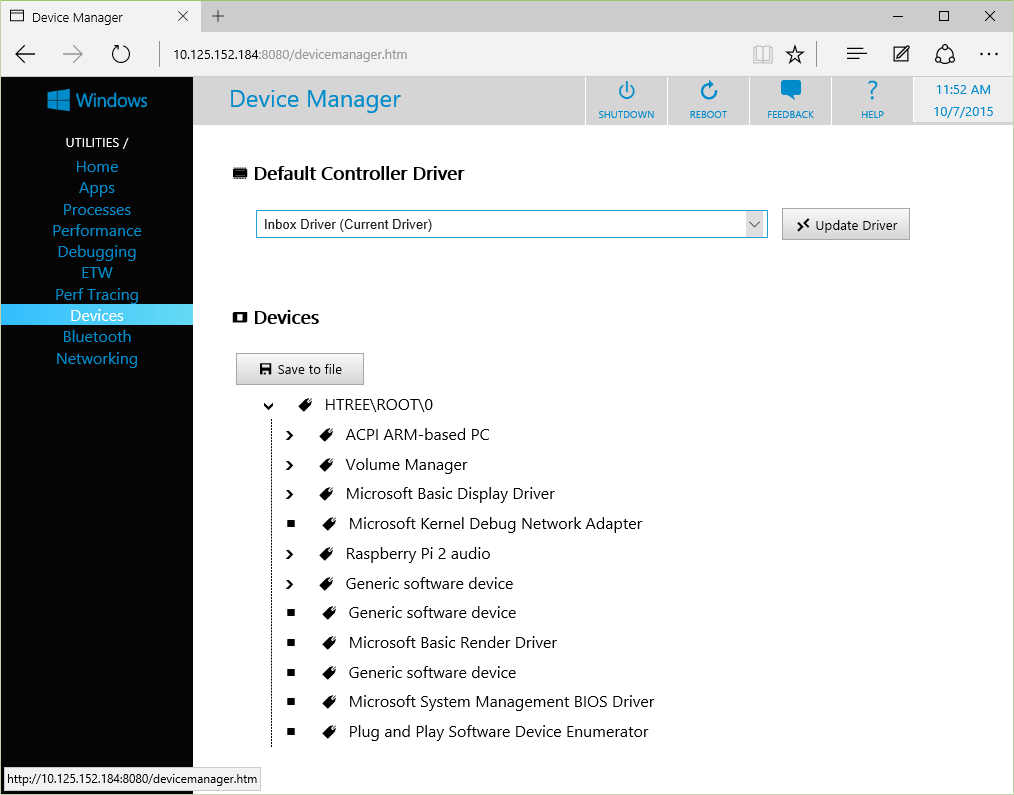 Device Manager
10.125.152.184:8080/devicemanager.htm
Windows
Device Manager
SHUTDOWN
REBOOT
FEEDBACK
?
HELP
11:52 AM
10/7/2015
UTILITIES /
Home
Apps
Processes
Performance
Debugging
ETW
Perf Tracing
Devices
Bluetooth
Networking
Default Controller Driver
Inbox Driver (Current Driver)
Update Driver
Devices
Save to file
HTREE\ROOT\0
ACPI ARM-based PC
Volume Manager
Microsoft Basic Display Driver
Microsoft Kernel Debug Network Adapter
Raspberry Pi 2 audio
Generic software device
Generic software device
Microsoft Basic Render Driver
Generic software device
Microsoft System Management BIOS Driver
Plug and Play Software Device Enumerator
http://10.125.152.184:8080/devicemanager.htm